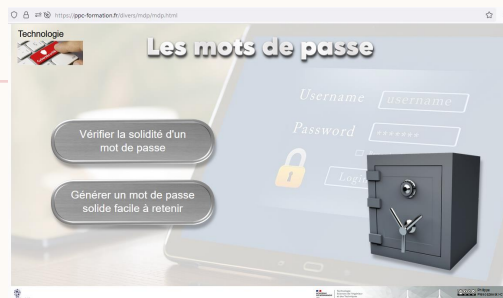 https://ppc-formation.fr/divers/mdp/mdp/html
Technologie
Les mots de passe
Username username
Password *******
Login
Vérifier la solidité d'un
mot de passe
Générer un mot de passe
solide facile à retenir